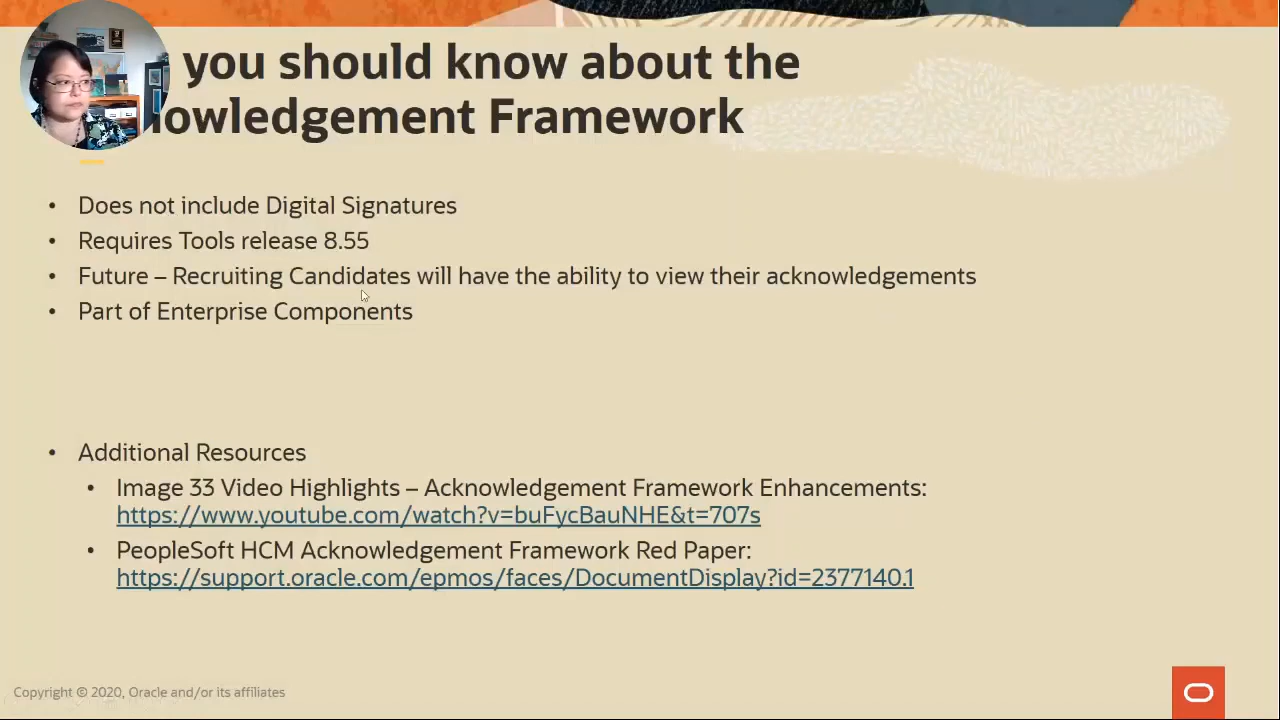 you should know about the
nowledgement Framework
• Does not include Digital Signatures
• Requires Tools release 8.55
• Future – Recruiting Candidates will have the ability to view their acknowledgements
• Part of Enterprise Components
• Additional Resources
• Image 33 Video Highlights – Acknowledgement Framework Enhancements:
https://www.youtube.com/watch?v=buFycBauNHE&t=707s
• PeopleSoft HCM Acknowledgement Framework Red Paper:
https://support.oracle.com/epmos/faces/DocumentDisplay?id=2377140.1
Copyright © 2020, Oracle and/or its affiliates